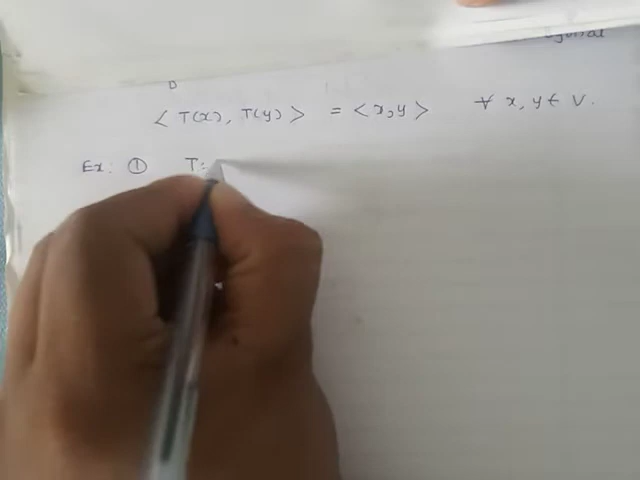 ⟨ T(x), T(y) ⟩ = ⟨ x, y ⟩ ∀ x, y ∈ V.
Ex: ① T: